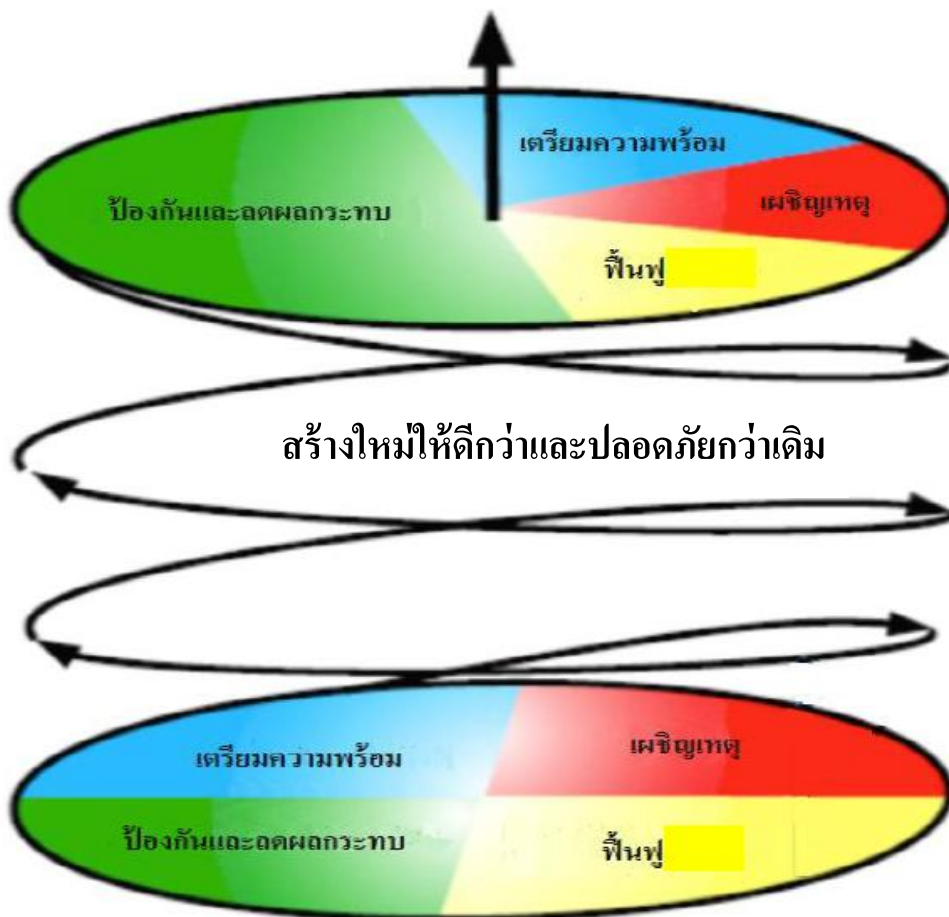 เตรียมความพร้อม
ป้องกันและลดผลกระทบ
เผชิญเหตุ
ฟื้นฟู
สร้างใหม่ให้ดีกว่าและปลอดภัยกว่าเดิม
เตรียมความพร้อม
เผชิญเหตุ
ป้องกันและลดผลกระทบ
ฟื้นฟู